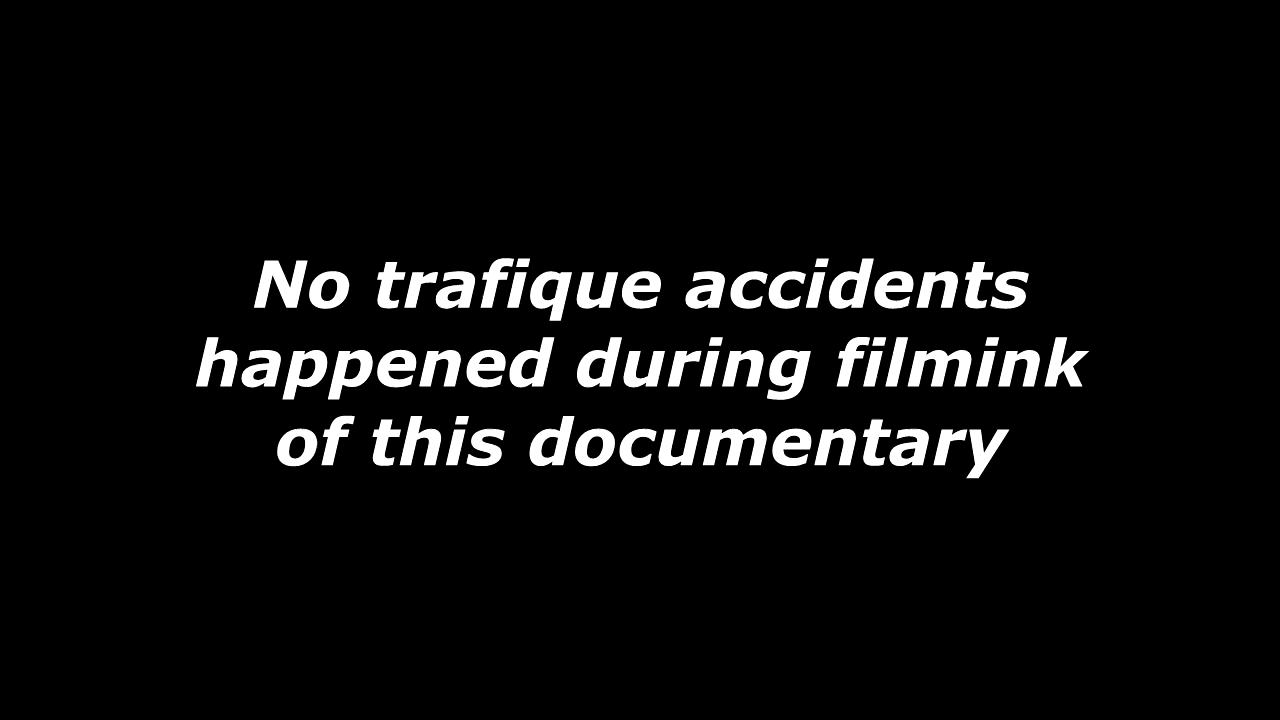 No trafique accidents
happened during filmink
of this documentary